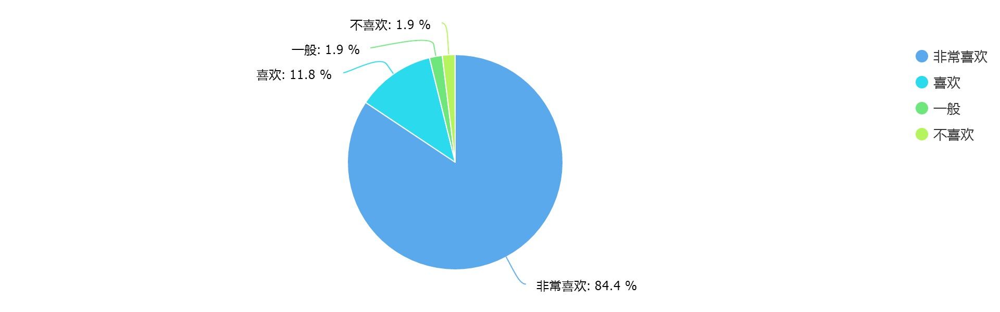 不喜欢: 1.9 %
一般: 1.9 %
喜欢: 11.8 %
非常喜欢: 84.4 %
非常喜欢
喜欢
一般
不喜欢